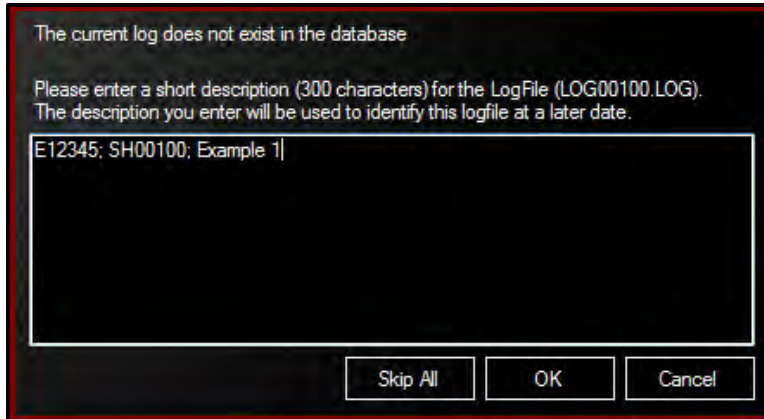 The current log does not exist in the database
Please enter a short description (300 characters) for the LogFile (LOG00100.LOG).
The description you enter will be used to identify this logfile at a later date.
E12345; SH00100; Example 1
Skip All
OK
Cancel